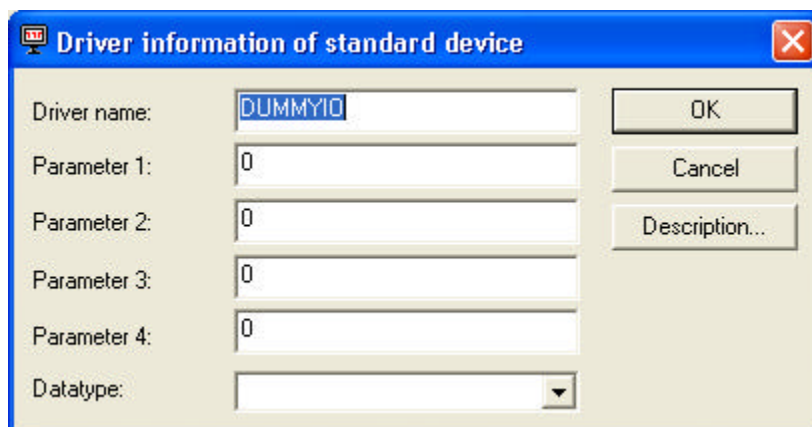 Driver information of standard device
Driver name: DUMMYIO OK
Parameter 1: 0 Cancel
Parameter 2: 0 Description...
Parameter 3: 0
Parameter 4: 0
Datatype: